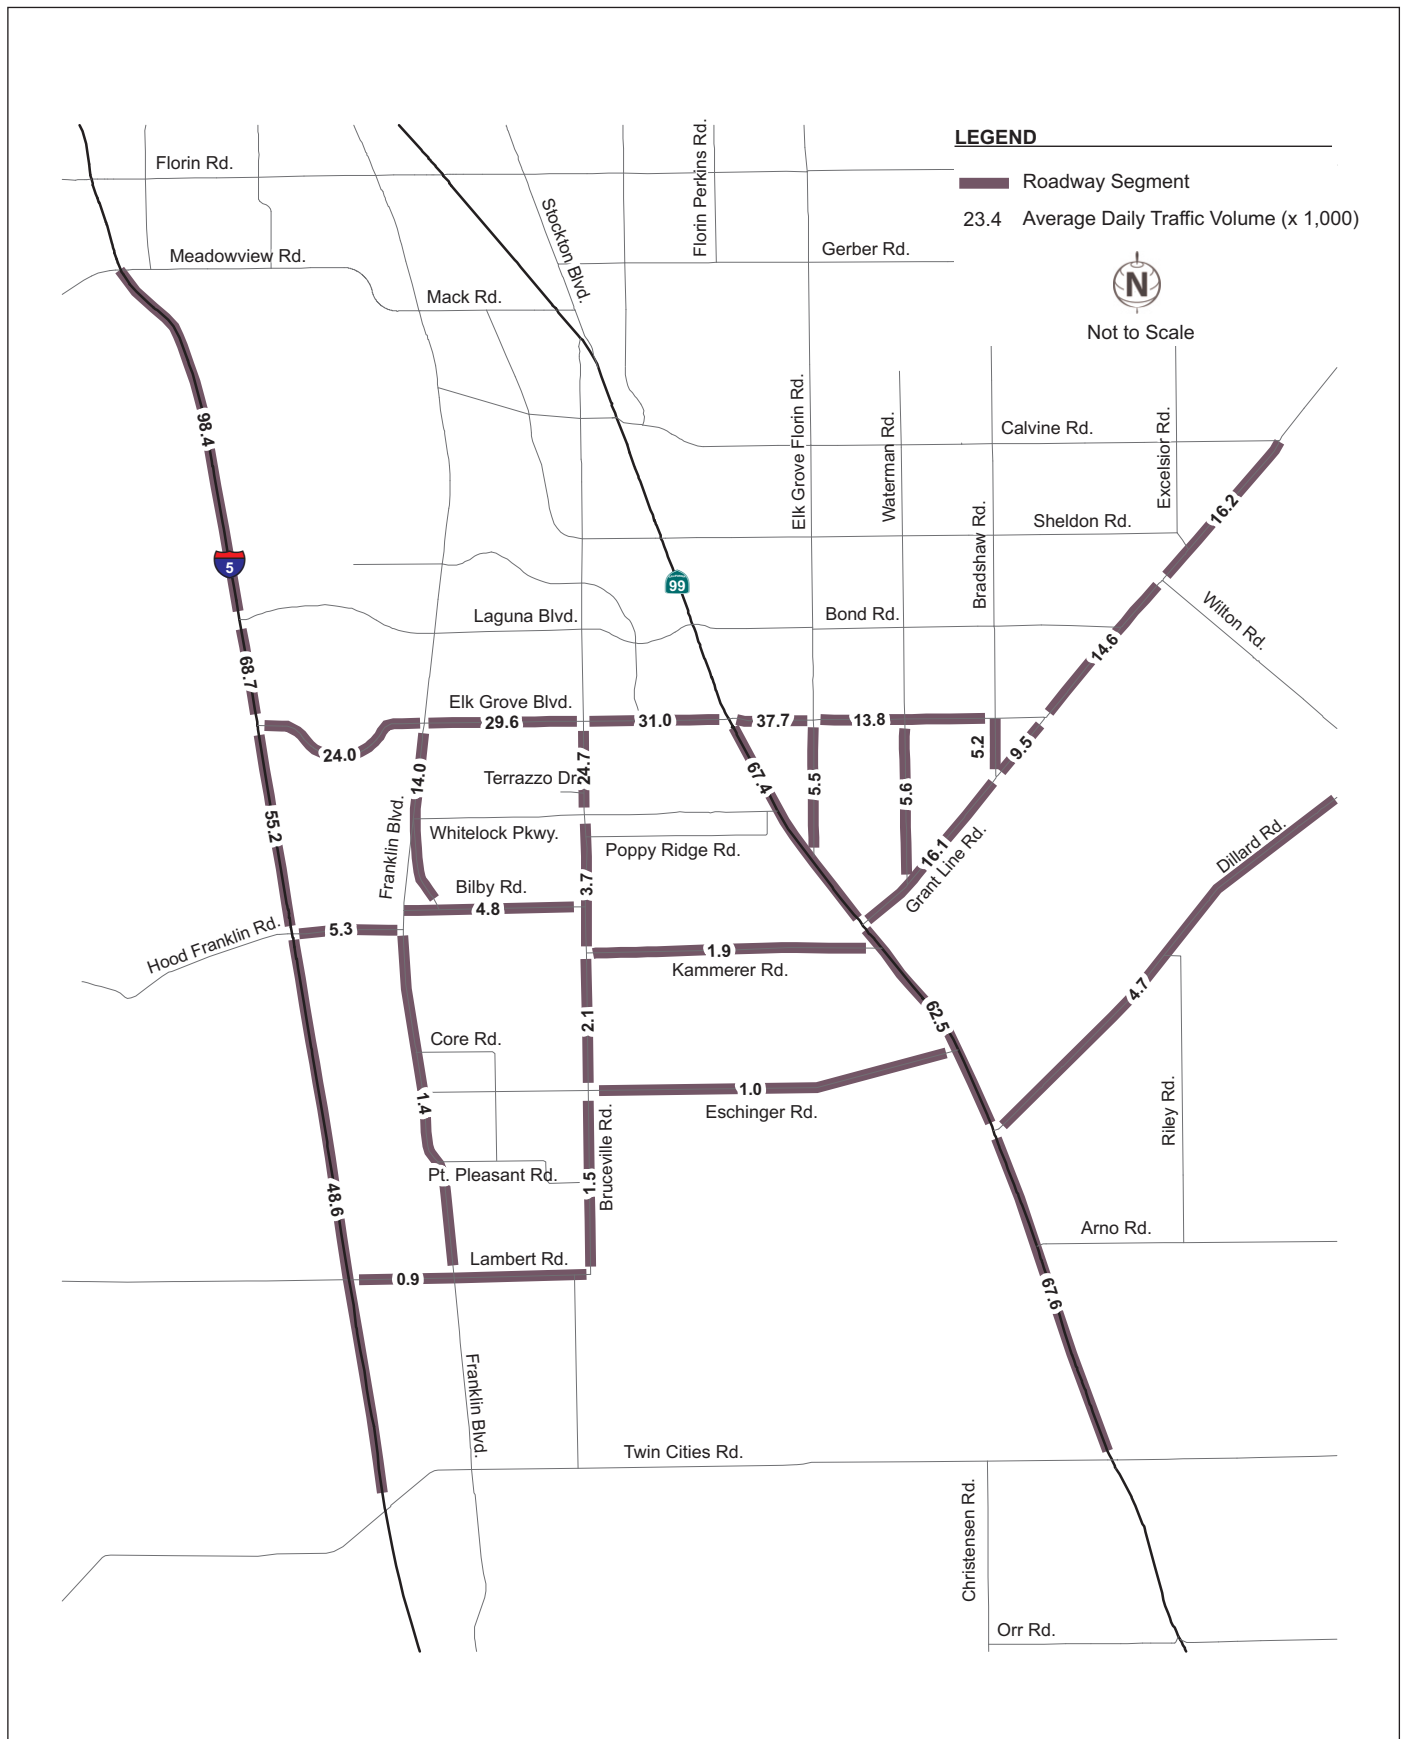 LEGEND
Roadway Segment
23.4 Average Daily Traffic Volume (x 1,000)
N
Not to Scale
Florin Rd.
Florin Perkins Rd.
Stockton Blvd.
Gerber Rd.
Meadowview Rd.
Mack Rd.
98.4
Elk Grove Florin Rd.
Waterman Rd.
Calvine Rd.
Excelsior Rd.
Bradshaw Rd.
Sheldon Rd.
16.2
5
99
Laguna Blvd.
Bond Rd.
Wilton Rd.
14.6
68.7
Elk Grove Blvd.
29.6
31.0
37.7
13.8
24.0
14.0
24.7
Terrazzo Dr.
67.4
5.5
5.6
5.2
9.5
55.2
Franklin Blvd.
Whitelock Pkwy.
Poppy Ridge Rd.
16.1
Grant Line Rd.
Dillard Rd.
Bilby Rd.
4.8
3.7
Hood Franklin Rd.
5.3
1.9
Kammerer Rd.
4.7
62.5
2.1
Core Rd.
1.4
1.0
Eschinger Rd.
Riley Rd.
Bruceville Rd.
Pt. Pleasant Rd.
1.5
48.6
Arno Rd.
Lambert Rd.
0.9
67.6
Franklin Blvd.
Twin Cities Rd.
Christensen Rd.
Orr Rd.